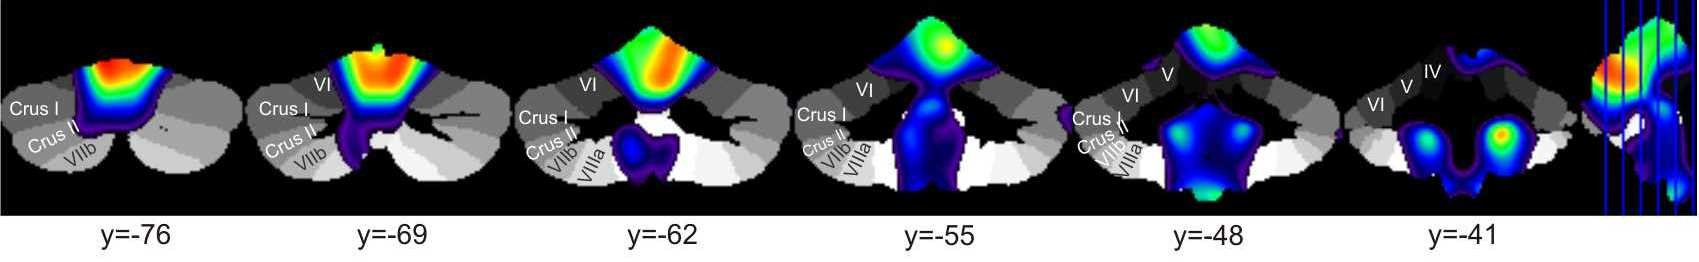 Crus I
Crus II
VIIb
VI
Crus I
Crus II
VIIb
VI
Crus I
Crus II
VIIb
VIIIa
VI
Crus I
Crus II
VIIb
VIIIa
V
VI
Crus I
Crus II
VIIb
VIIIa
IV
V
VI
y=-76
y=-69
y=-62
y=-55
y=-48
y=-41